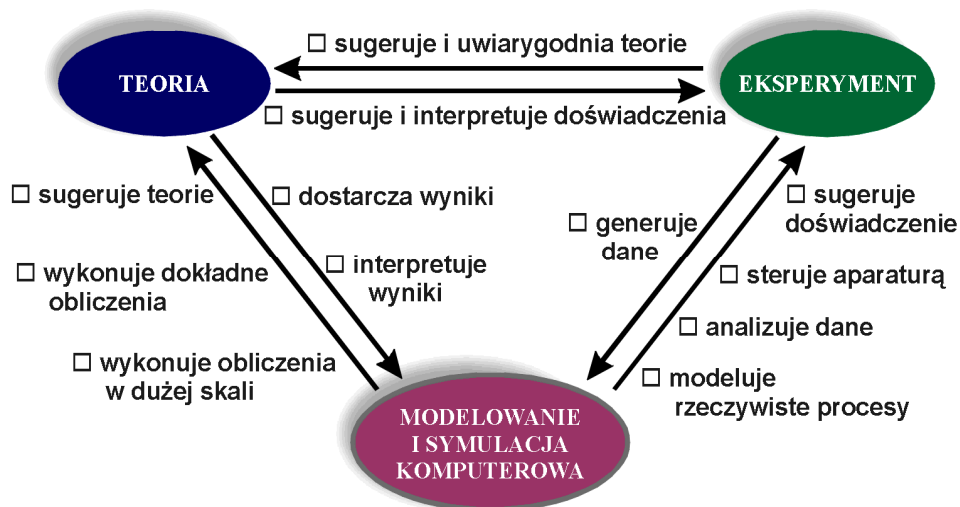 ☐ sugeruje i uwiarygodnia teorie
TEORIA
EKSPERYMENT
☐ sugeruje i interpretuje doświadczenia
☐ sugeruje teorie
☐ wykonuje dokładne
obliczenia
☐ wykonuje obliczenia
w dużej skali
☐ dostarcza wyniki
☐ interpretuje
wyniki
☐ generuje
dane
☐ sugeruje
doświadczenie
☐ steruje aparaturą
☐ analizuje dane
☐ modeluje
rzeczywiste procesy
MODELOWANIE
I SYMULACJA
KOMPUTEROWA